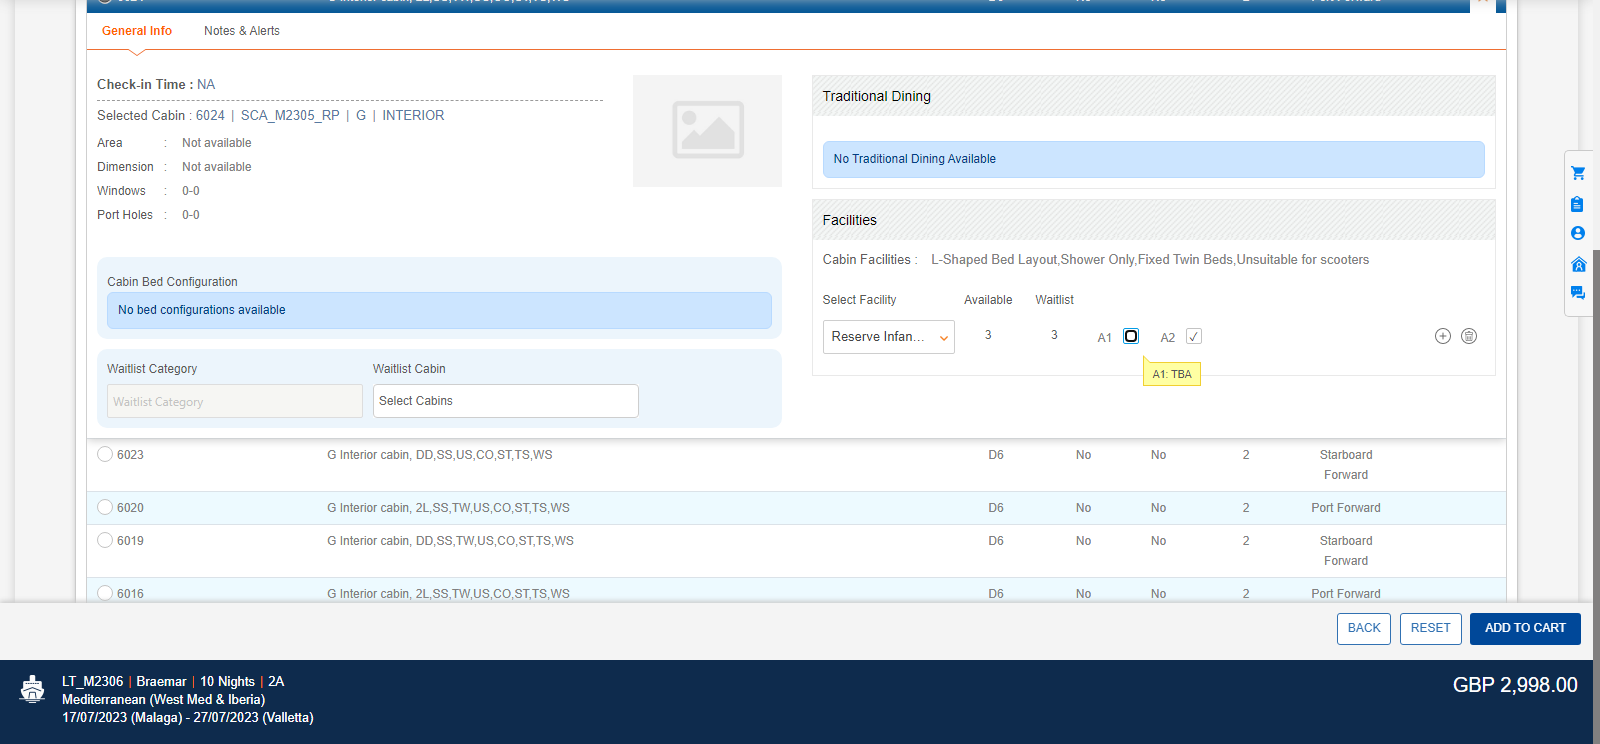 General Info Notes & Alerts
Check-in Time : NA
Selected Cabin : 6024 | SCA_M2305_RP | G | INTERIOR
Area : Not available
Dimension : Not available
Windows : 0-0
Port Holes : 0-0
Cabin Bed Configuration
No bed configurations available
Waitlist Category Waitlist Cabin
Waitlist Category Select Cabins
Traditional Dining
No Traditional Dining Available
Facilities
Cabin Facilities : L-Shaped Bed Layout,Shower Only,Fixed Twin Beds,Unsuitable for scooters
Select Facility Available Waitlist
Reserve Infan... 3 3 A1 A2
A1: TBA
6023 G Interior cabin, DD,SS,US,CO,ST,TS,WS D6 No No 2 Starboard
Forward
6020 G Interior cabin, 2L,SS,TW,US,CO,ST,TS,WS D6 No No 2 Port Forward
6019 G Interior cabin, DD,SS,TW,US,CO,ST,TS,WS D6 No No 2 Starboard
Forward
6016 G Interior cabin, 2L,SS,TW,US,CO,ST,TS,WS D6 No No 2 Port Forward
BACK RESET ADD TO CART
LT_M2306 | Braemar | 10 Nights | 2A
Mediterranean (West Med & Iberia)
17/07/2023 (Malaga) - 27/07/2023 (Valletta)
GBP 2,998.00